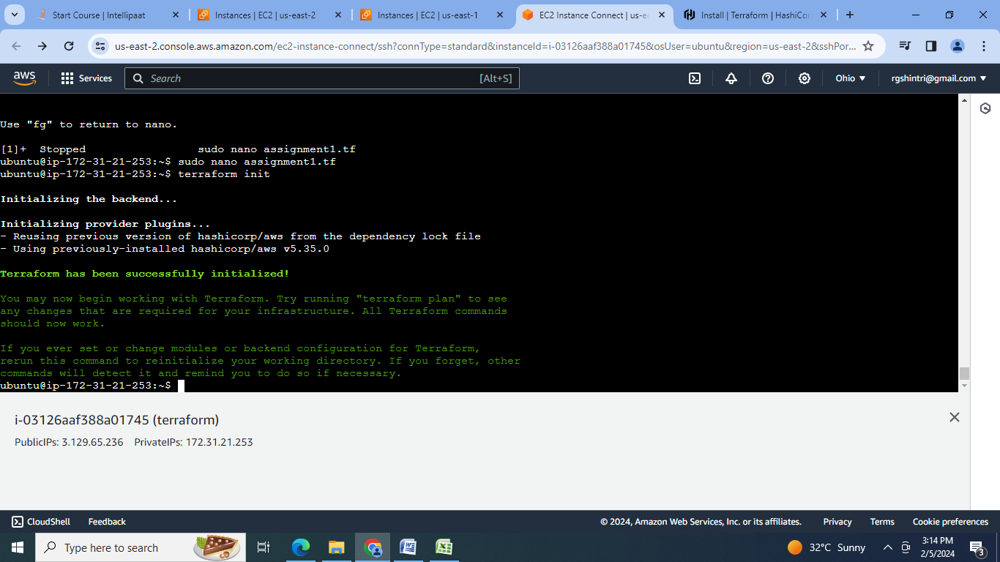 Start Course | Intellipaat
Instances | EC2 | us-east-2
Instances | EC2 | us-east-1
EC2 Instance Connect | us-ea
Install | Terraform | HashiCor
us-east-2.console.aws.amazon.com/ec2-instance-connect/ssh?connType=standard&instanceId=i-03126aaf388a01745&osUser=ubuntu&region=us-east-2&sshPor...
aws
Services
Search
[Alt+S]
Ohio
rgshintri@gmail.com
Use "fg" to return to nano.
[1]+  Stopped                 sudo nano assignment1.tf
ubuntu@ip-172-31-21-253:~$ sudo nano assignment1.tf
ubuntu@ip-172-31-21-253:~$ terraform init
Initializing the backend...
Initializing provider plugins...
- Reusing previous version of hashicorp/aws from the dependency lock file
- Using previously-installed hashicorp/aws v5.35.0
Terraform has been successfully initialized!
You may now begin working with Terraform. Try running "terraform plan" to see
any changes that are required for your infrastructure. All Terraform commands
should now work.
If you ever set or change modules or backend configuration for Terraform,
rerun this command to reinitialize your working directory. If you forget, other
commands will detect it and remind you to do so if necessary.
ubuntu@ip-172-31-21-253:~$
i-03126aaf388a01745 (terraform)
PublicIPs: 3.129.65.236    PrivateIPs: 172.31.21.253
CloudShell
Feedback
© 2024, Amazon Web Services, Inc. or its affiliates.
Privacy
Terms
Cookie preferences
Type here to search
32°C Sunny
3:14 PM
2/5/2024
3